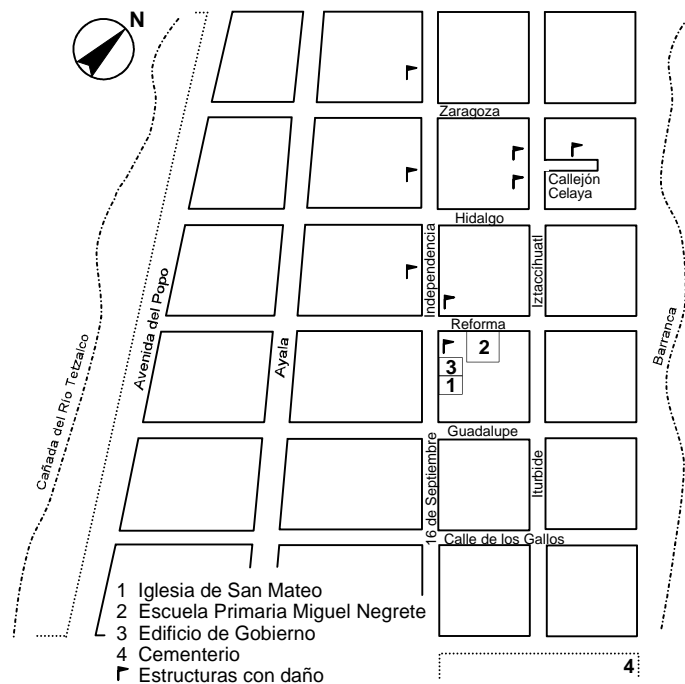 N
Zaragoza
Callejón
Celaya
Hidalgo
Independencia
Iztaccihuatl
Avenida del Popo
Ayala
Reforma
2
3
1
Barranca
Cañada del Río Tetzalco
Guadalupe
16 de Septiembre
Iturbide
Calle de los Gallos
1 Iglesia de San Mateo
2 Escuela Primaria Miguel Negrete
3 Edificio de Gobierno
4 Cementerio
Estructuras con daño
4